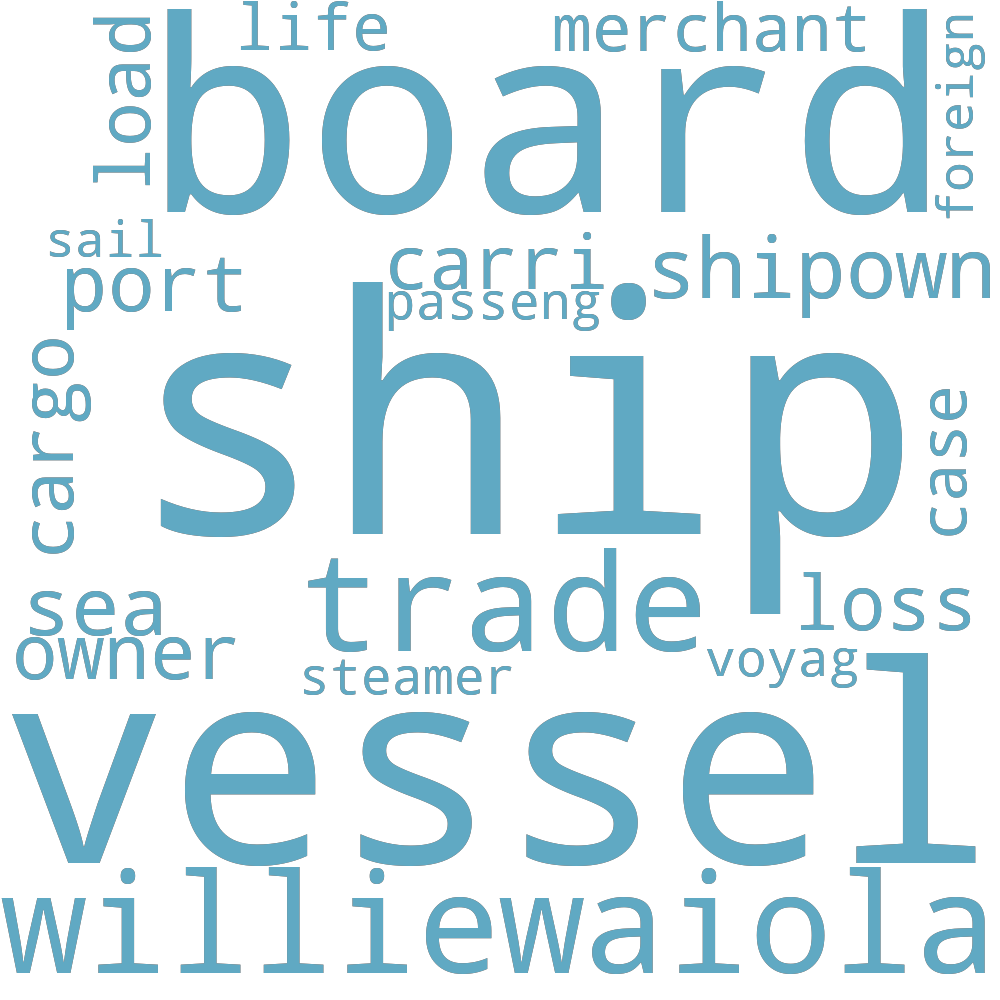 life
merchant
load
board
foreign
sail
port
carri
shipown
passeng
cargo
ship
case
sea
trade
loss
owner
steamer
voyag
vessel
williewaiola